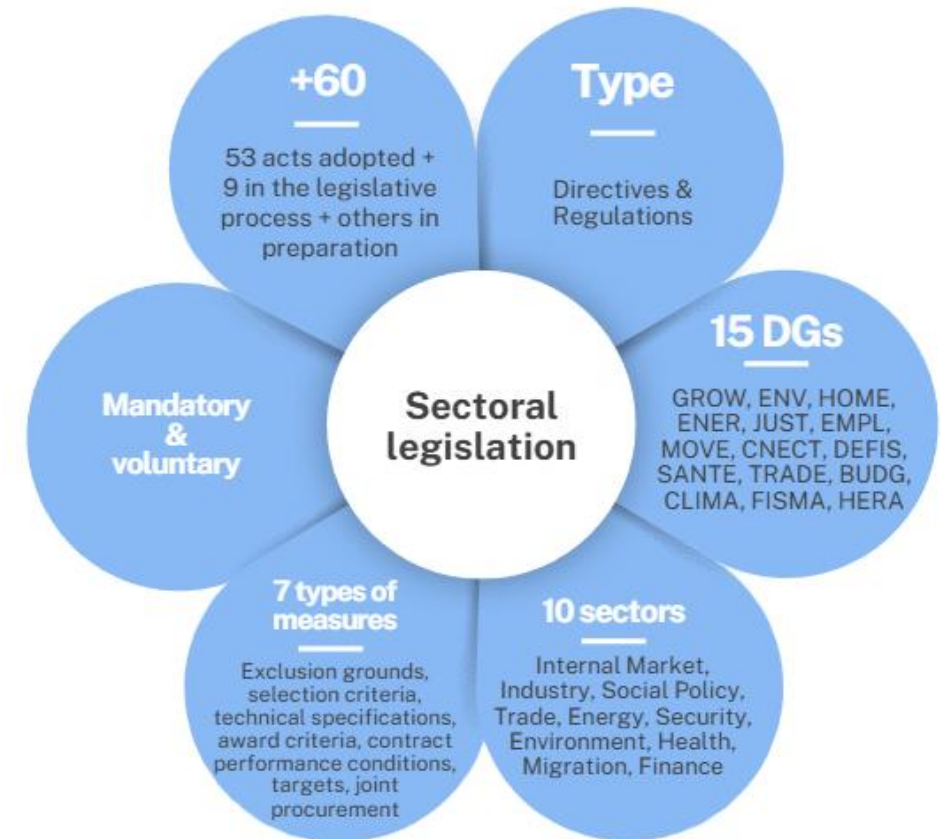 +60
53 acts adopted +
9 in the legislative
process + others in
preparation
Type
Directives &
Regulations
15 DGs
GROW, ENV, HOME,
ENER, JUST, EMPL,
MOVE, CNECT, DEFIS,
SANTE, TRADE, BUDG,
CLIMA, FISMA, HERA
Mandatory
&
voluntary
Sectoral
legislation
7 types of
measures
Exclusion grounds,
selection criteria,
technical specifications,
award criteria, contract
performance conditions,
targets, joint
procurement
10 sectors
Internal Market,
Industry, Social Policy,
Trade, Energy, Security,
Environment, Health,
Migration, Finance